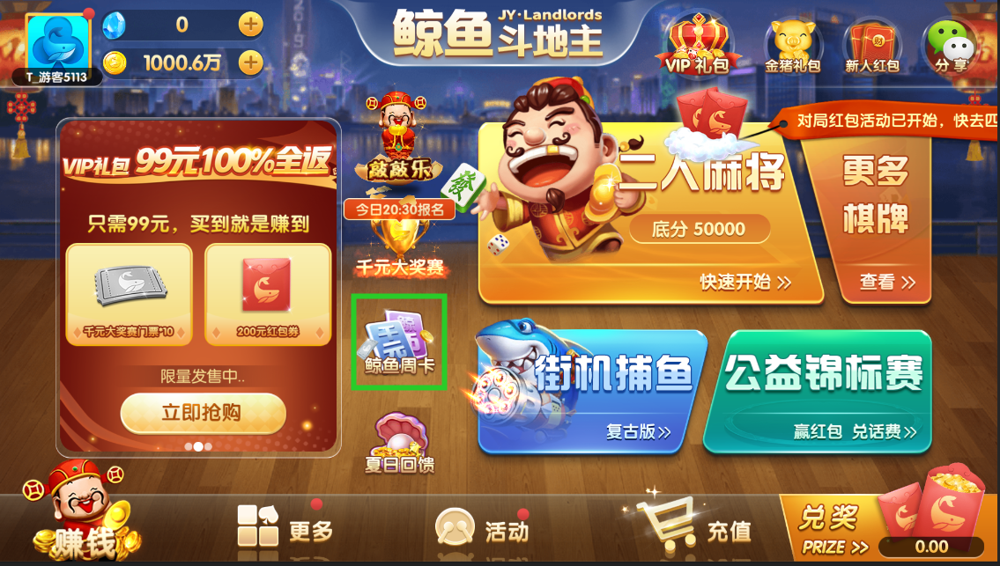 0
1000.6万
T_游客5113
JY·Landlords
鲸鱼斗地主
VIP 礼包
金猪礼包
新人红包
分享
对局红包活动已开始，快去匹
VIP礼包 99元100%全返
只需99元，买到就是赚到
千元大奖赛门票*10
200元红包券
限量发售中..
立即抢购
敲敲乐
今日20:30报名
千元大奖赛
鲸鱼周卡
夏日回馈
發
二人麻将
底分 50000
快速开始 >>
更多
棋牌
查看 >>
街机捕鱼
复古版>>
公益锦标赛
赢红包 兑话费>>
赚钱
更多
活动
充值
兑奖
PRIZE >>
0.00